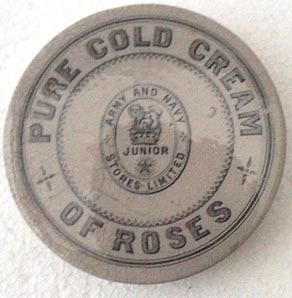 PURE COLD CREAM
OF ROSES
ARMY AND NAVY
JUNIOR
STORES LIMITED